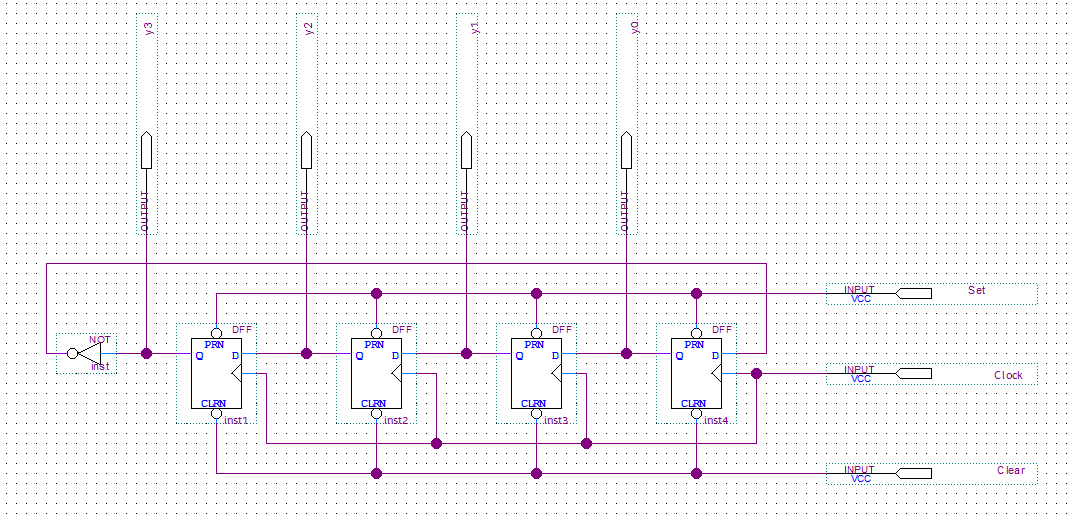 y3
y2
y1
y0
OUTPUT
OUTPUT
OUTPUT
OUTPUT
INPUT
VCC
Set
NOT
inst
DFF
PRN
Q
D
CLRN
inst1
DFF
PRN
Q
D
CLRN
inst2
DFF
PRN
Q
D
CLRN
inst3
DFF
PRN
Q
D
CLRN
inst4
INPUT
VCC
Clock
INPUT
VCC
Clear